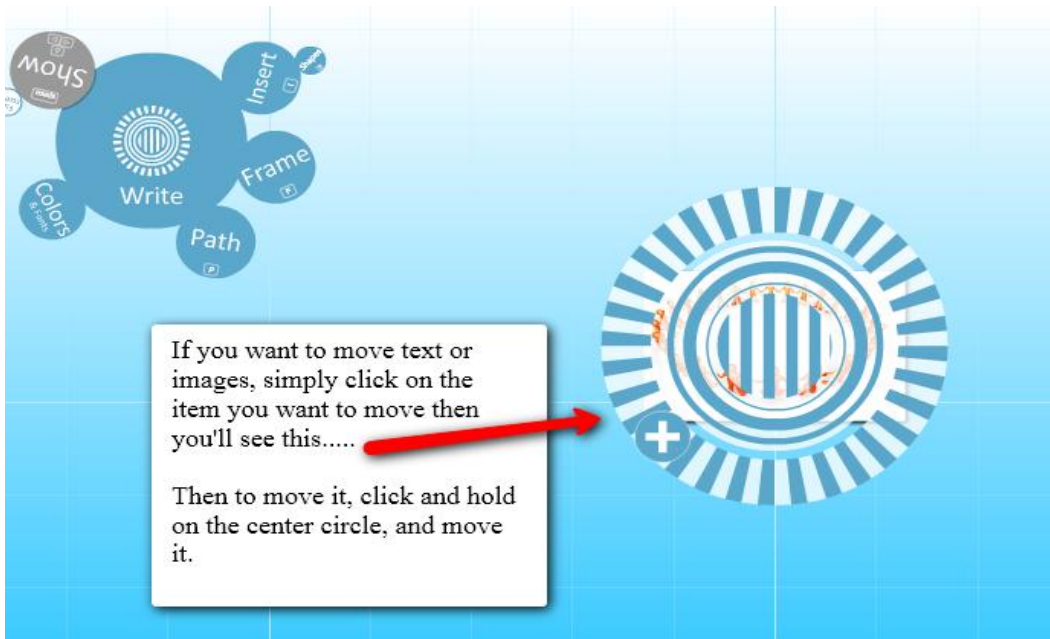 Show
Insert
Shapes
I
Frame
F
Write
Colors
& Fonts
Path
P
If you want to move text or
images, simply click on the
item you want to move then
you'll see this.....
Then to move it, click and hold
on the center circle, and move
it.